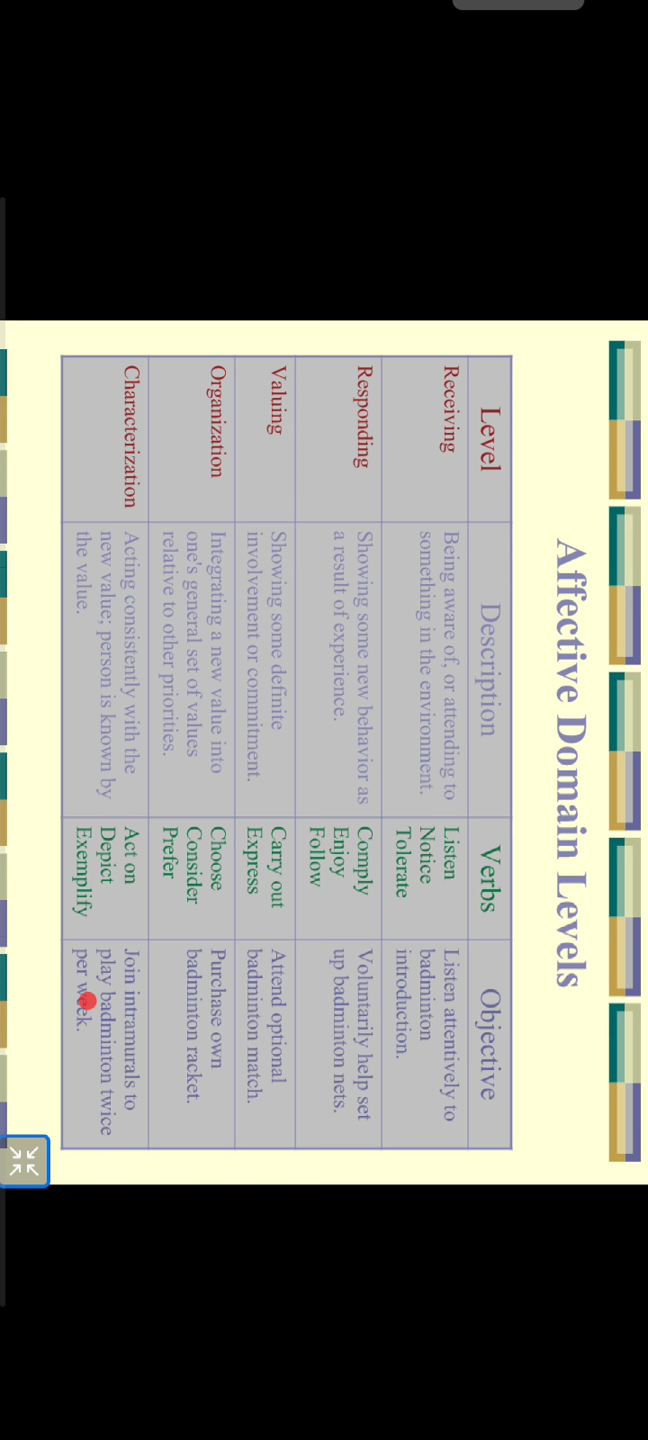 Affective Domain Levels
Level
Description
Verbs
Objective
Receiving
Being aware of, or attending to
something in the environment.
Listen
Notice
Tolerate
Listen attentively to
badminton
introduction.
Responding
Showing some new behavior as
a result of experience.
Comply
Enjoy
Follow
Voluntarily help set
up badminton nets.
Valuing
Showing some definite
involvement or commitment.
Carry out
Express
Attend optional
badminton match.
Organization
Integrating a new value into
one's general set of values
relative to other priorities.
Choose
Consider
Prefer
Purchase own
badminton racket.
Characterization
Acting consistently with the
new value; person is known by
the value.
Act on
Depict
Exemplify
Join intramurals to
play badminton twice
per week.